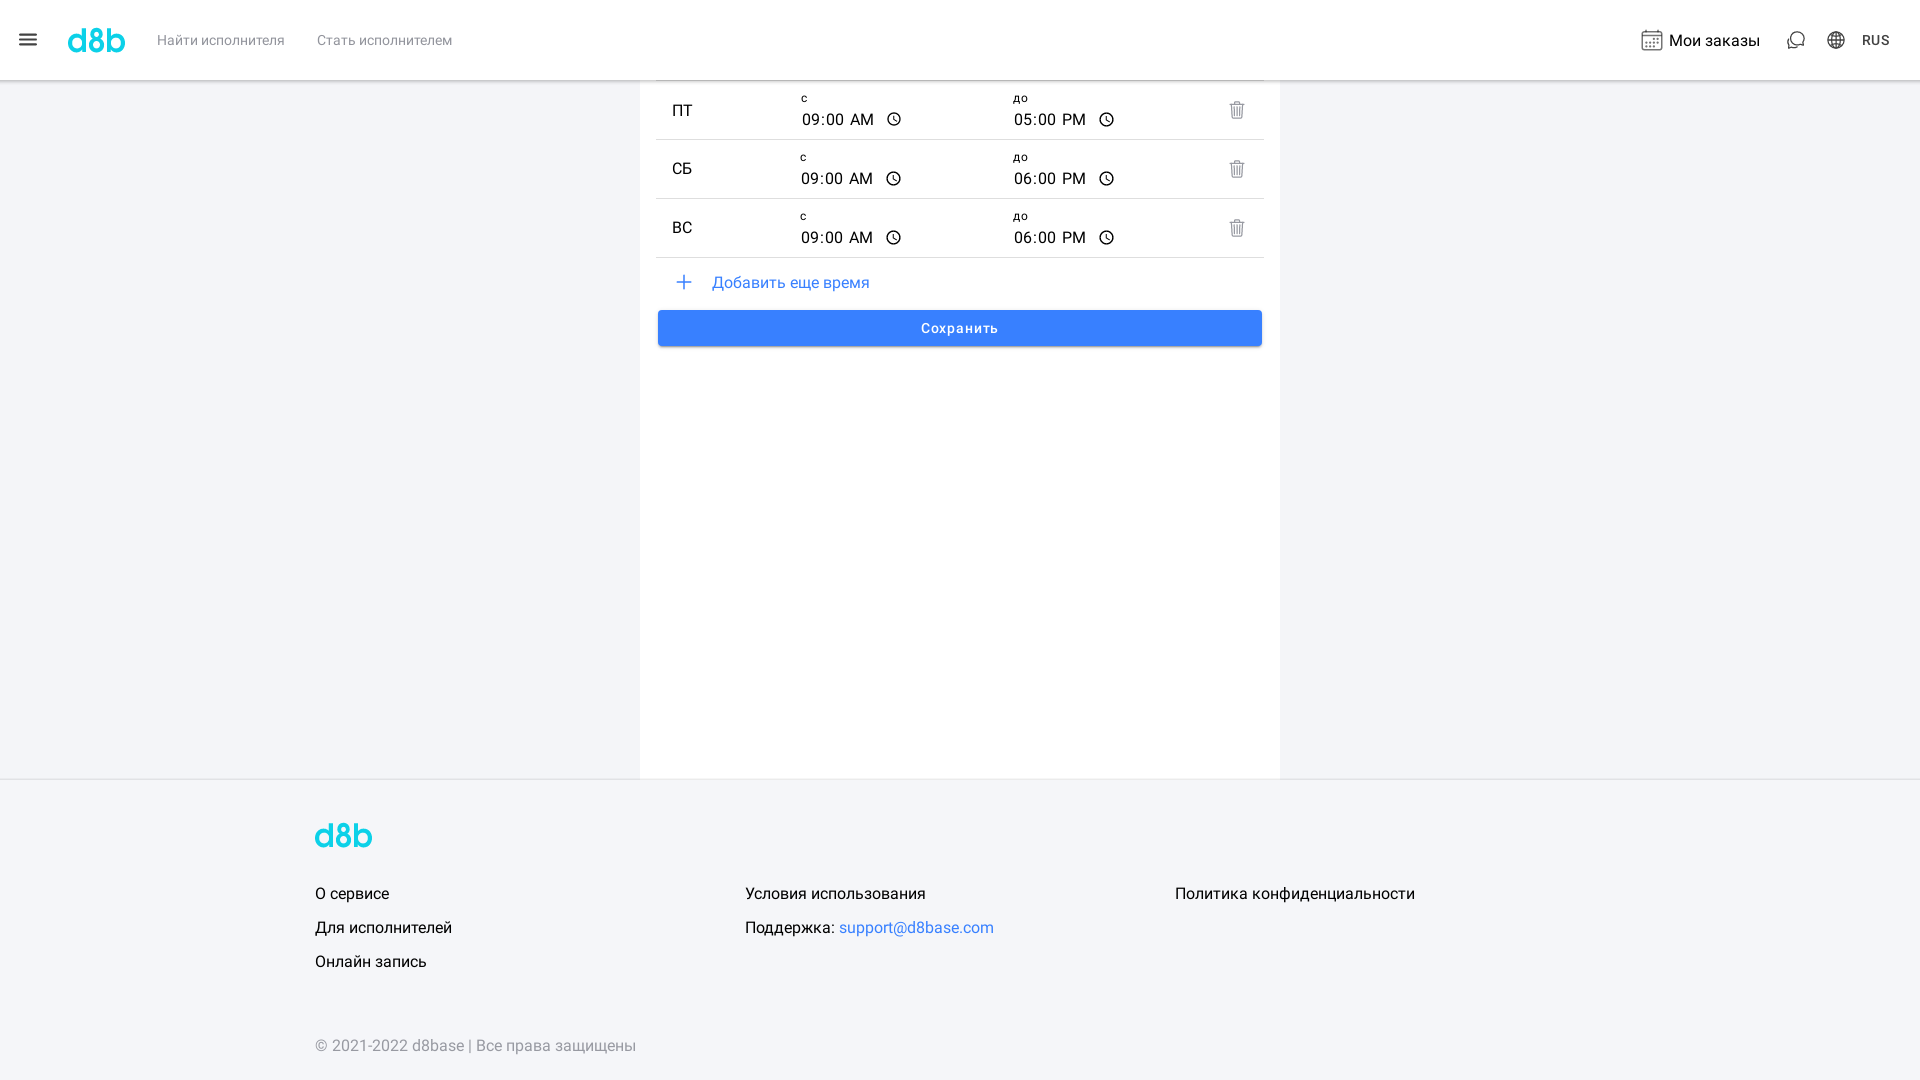 d8b Найти исполнителя Стать исполнителем Мои заказы RUS
с до
ПТ 09:00 AM 05:00 PM
с до
СБ 09:00 AM 06:00 PM
с до
ВС 09:00 AM 06:00 PM
Добавить еще время
Сохранить
d8b
О сервисе Условия использования Политика конфиденциальности
Для исполнителей Поддержка: support@d8base.com
Онлайн запись
© 2021-2022 d8base | Все права защищены